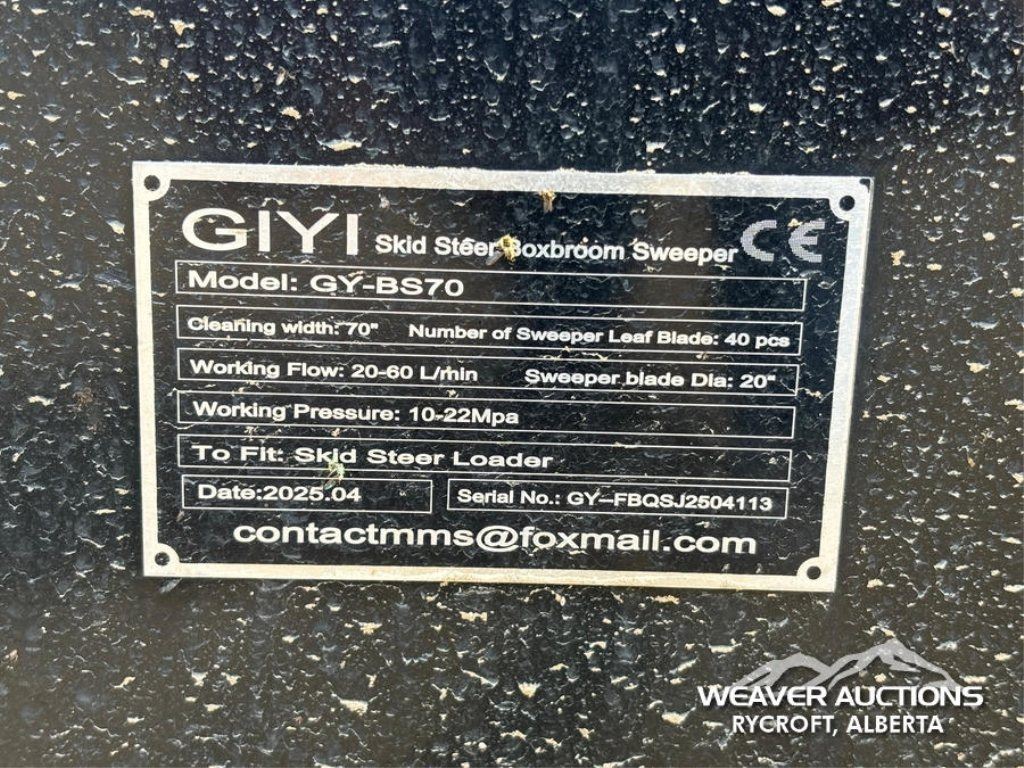 GIYI Skid Steer Boxbroom Sweeper CE
Model: GY-BS70
Cleaning width: 70" Number of Sweeper Leaf Blade: 40 pcs
Working Flow: 20-60 L/min Sweeper blade Dia: 20"
Working Pressure: 10-22Mpa
To Fit: Skid Steer Loader
Date:2025.04 Serial No.: GY-FBQSJ2504113
contactmms@foxmail.com
WEAVER AUCTIONS
RYCROFT, ALBERTA